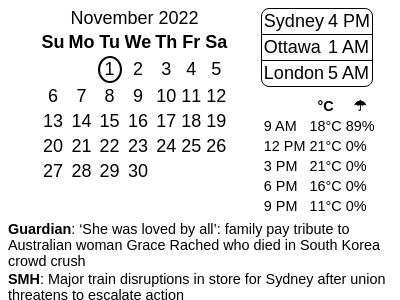 November 2022
Su Mo Tu We Th Fr Sa
1 2 3 4 5
6 7 8 9 10 11 12
13 14 15 16 17 18 19
20 21 22 23 24 25 26
27 28 29 30
Sydney 4 PM
Ottawa 1 AM
London 5 AM
°C ☂
9 AM 18°C 89%
12 PM 21°C 0%
3 PM 21°C 0%
6 PM 16°C 0%
9 PM 11°C 0%
Guardian: ‘She was loved by all’: family pay tribute to
Australian woman Grace Rached who died in South Korea
crowd crush
SMH: Major train disruptions in store for Sydney after union
threatens to escalate action